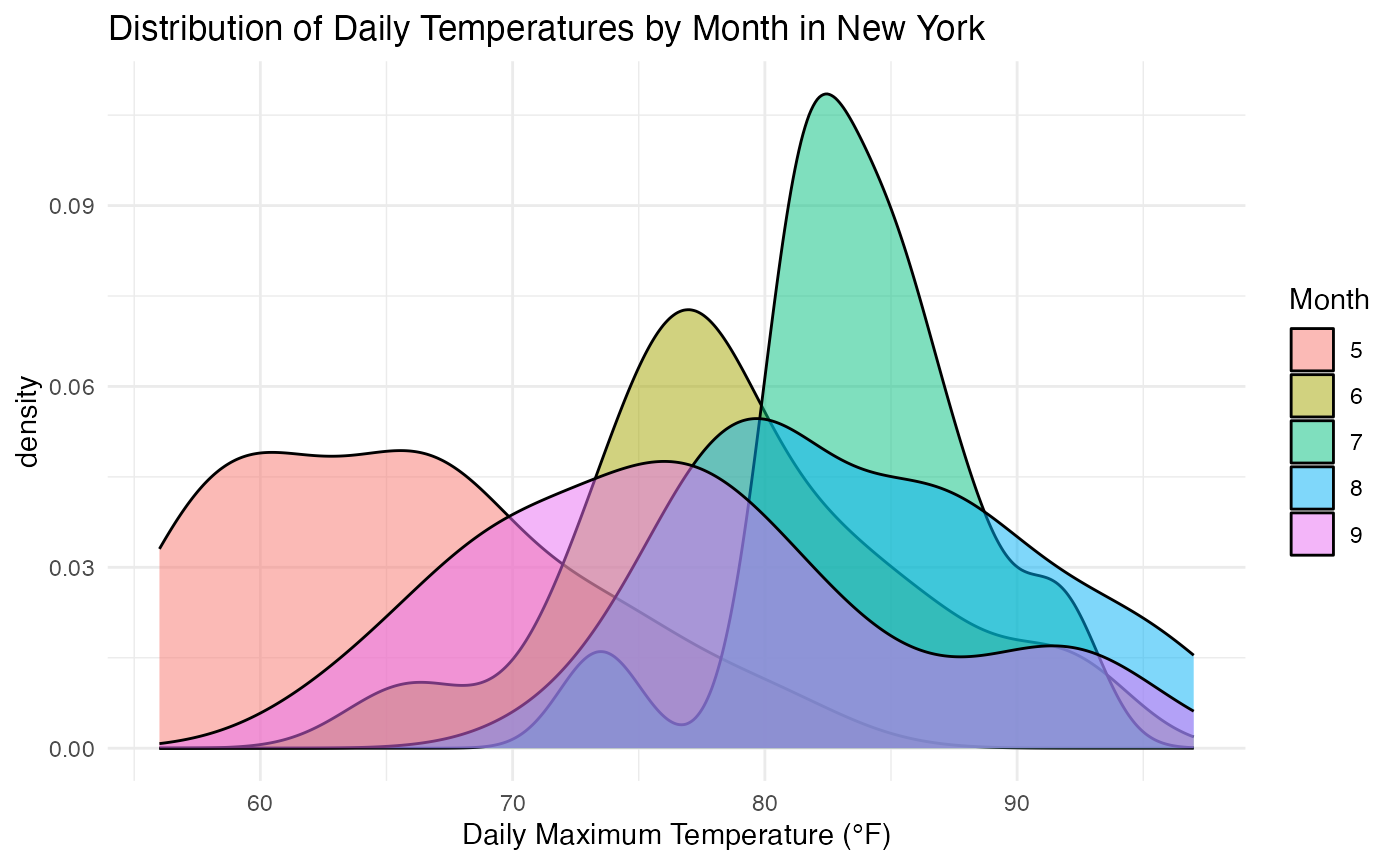 Distribution of Daily Temperatures by Month in New York
density
0.09
0.06
0.03
0.00
60 70 80 90
Daily Maximum Temperature (°F)
Month
5
6
7
8
9